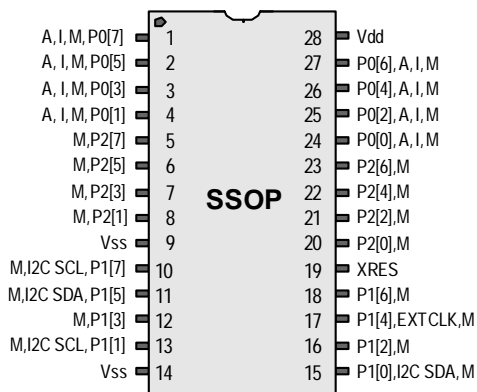 A, I, M, P0[7] 1 28 Vdd
A, I, M, P0[5] 2 27 P0[6], A, I, M
A, I, M, P0[3] 3 26 P0[4], A, I, M
A, I, M, P0[1] 4 25 P0[2], A, I, M
M,P2[7] 5 24 P0[0], A, I, M
M,P2[5] 6 23 P2[6],M
M,P2[3] 7 22 P2[4],M
SSOP
M, P2[1] 8 21 P2[2],M
Vss 9 20 P2[0],M
M,I2C SCL, P1[7] 10 19 XRES
M,I2C SDA, P1[5] 11 18 P1[6],M
M,P1[3] 12 17 P1[4],EXTCLK,M
M,I2C SCL, P1[1] 13 16 P1[2],M
Vss 14 15 P1[0],I2C SDA, M